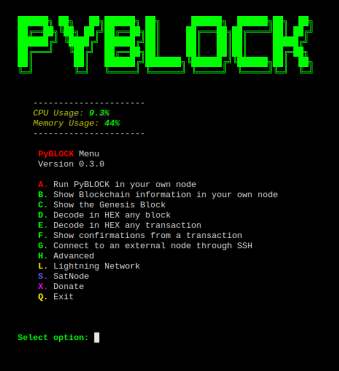 PYBLOCK
-----------------------
CPU Usage: 9.3%
Memory Usage: 44%
-----------------------
PyBLOCK Menu
Version 0.3.0
A. Run PyBLOCK in your own node
B. Show Blockchain information in your own node
C. Show the Genesis Block
D. Decode in HEX any block
E. Decode in HEX any transaction
F. Show confirmations from a transaction
G. Connect to an external node through SSH
H. Advanced
L. Lightning Network
S. SatNode
X. Donate
Q. Exit
Select option: